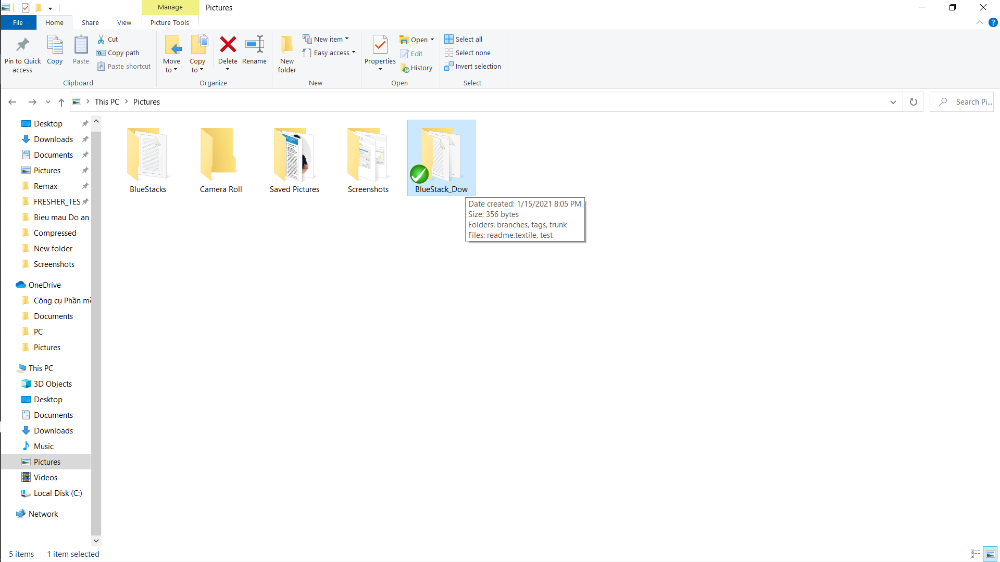 Manage
Pictures
File
Home
Share
View
Picture Tools
Pin to Quick access
Copy
Paste
Cut
Copy path
Paste shortcut
Clipboard
Move to
Copy to
Delete
Rename
Organize
New folder
New item
Easy access
New
Properties
Open
Edit
History
Open
Select all
Select none
Invert selection
Select
This PC
Pictures
Search Pi...
Desktop
Downloads
Documents
Pictures
Remax
FRESHER_TES
Bieu mau Do an
Compressed
New folder
Screenshots
OneDrive
Công cụ Phần mề
Documents
PC
Pictures
This PC
3D Objects
Desktop
Documents
Downloads
Music
Pictures
Videos
Local Disk (C:)
Network
BlueStacks
Camera Roll
Saved Pictures
Screenshots
BlueStack_Dow
Date created: 1/15/2021 8:05 PM
Size: 356 bytes
Folders: branches, tags, trunk
Files: readme.textile, test
5 items
1 item selected